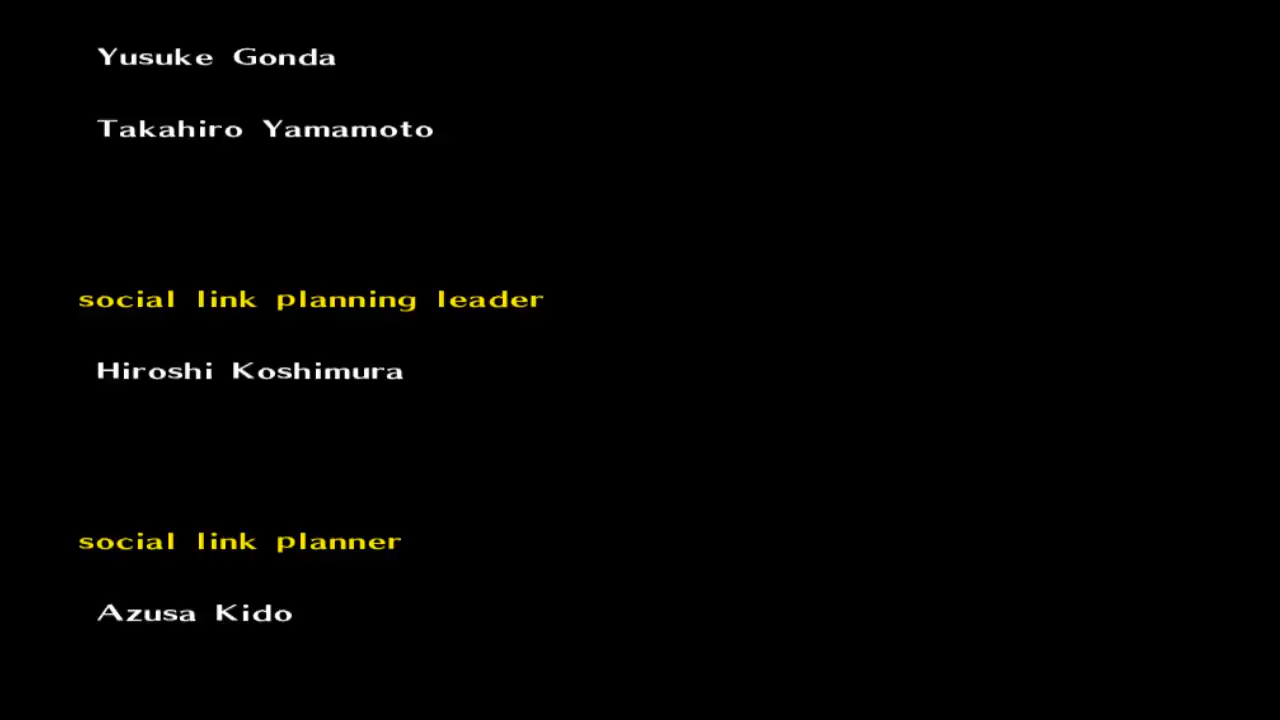 Yusuke Gonda
Takahiro Yamamoto
social link planning leader
Hiroshi Koshimura
social link planner
Azusa Kido